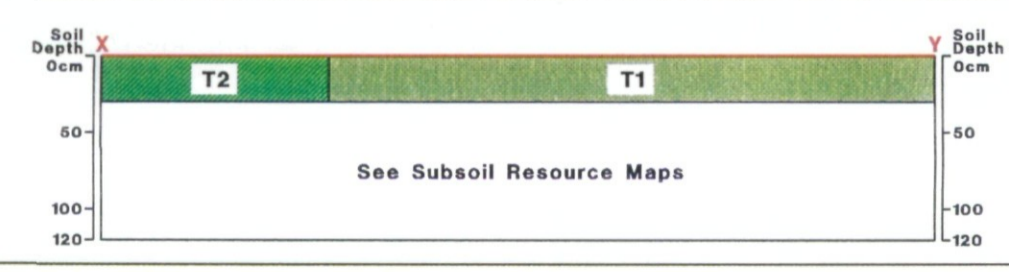 Soil
Depth
X
Y
Soil
Depth
0cm
T2
T1
0cm
50
50
See Subsoil Resource Maps
100
100
120
120